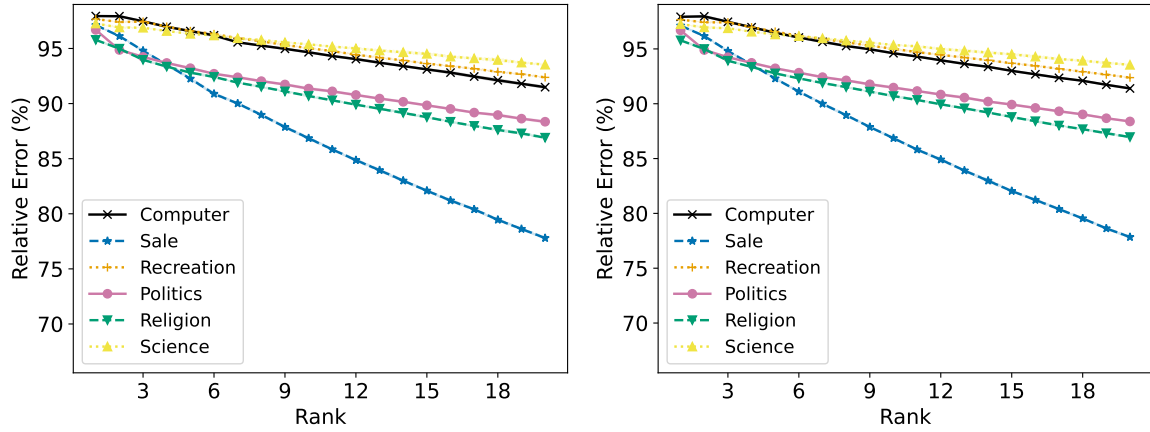 Relative Error (%)
95
90
85
80
75
70
Computer
Sale
Recreation
Politics
Religion
Science
3 6 9 12 15 18
Rank
Relative Error (%)
95
90
85
80
75
70
Computer
Sale
Recreation
Politics
Religion
Science
3 6 9 12 15 18
Rank